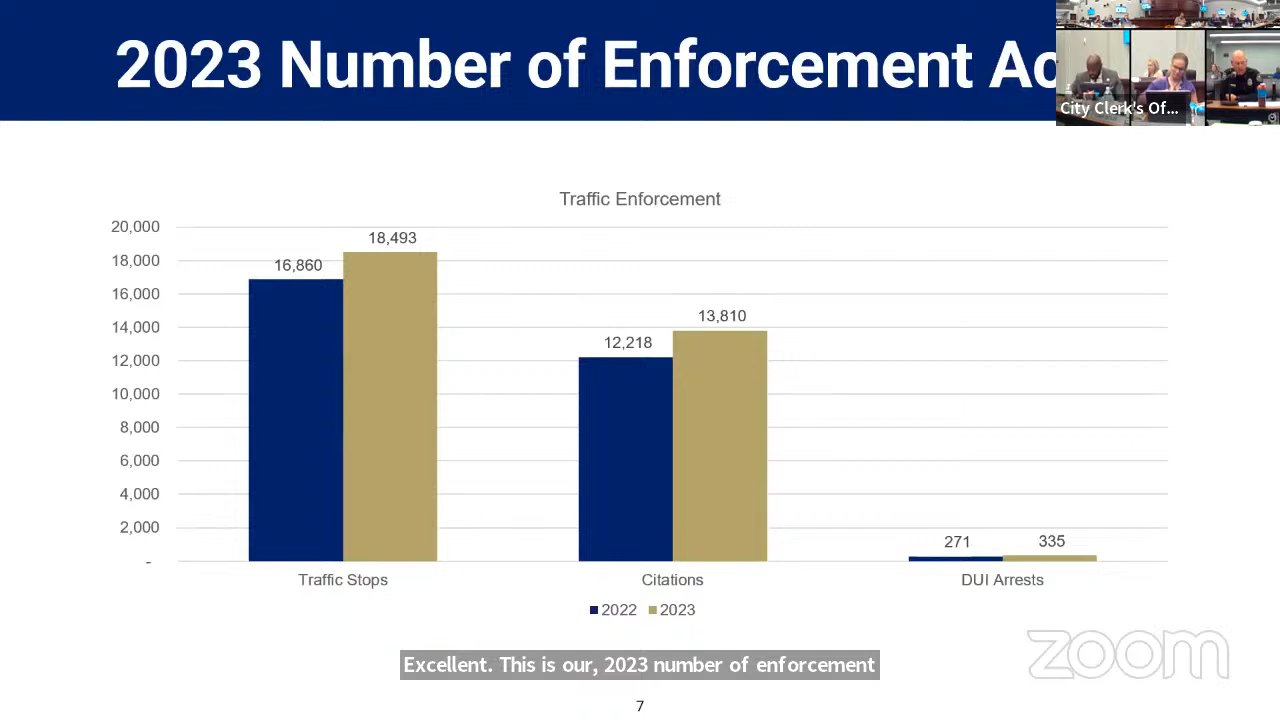 2023 Number of Enforcement Ac
City Clerk's Of...
Traffic Enforcement
20,000
18,000
16,000
14,000
12,000
10,000
8,000
6,000
4,000
2,000
-
16,860
18,493
12,218
13,810
271
335
Traffic Stops
Citations
DUI Arrests
2022
2023
zoom
Excellent. This is our, 2023 number of enforcement
7